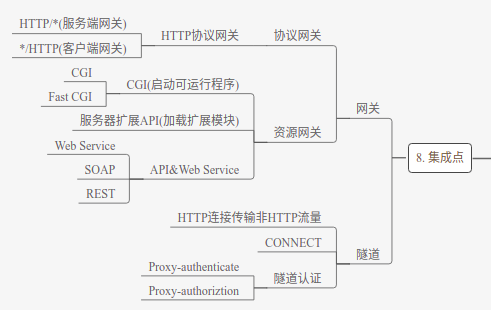 HTTP/*(服务端网关)
HTTP协议网关
协议网关
*/HTTP(客户端网关)
CGI
CGI(启动可运行程序)
Fast CGI
网关
服务器扩展API(加载扩展模块)
资源网关
Web Service
SOAP
API&Web Service
REST
8. 集成点
HTTP连接传输非HTTP流量
CONNECT
隧道
Proxy-authenticate
隧道认证
Proxy-authoriztion